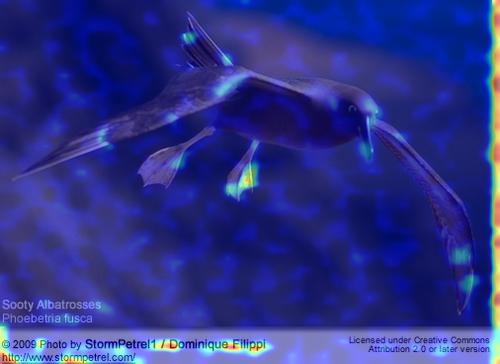 Sooty Albatrosses
Phoebetria fusca
© 2009 Photo by StormPetrel1 / Dominique Filippi
http://www.stormpetrel.com/
Licensed under Creative Commons
Attribution 2.0 or later version